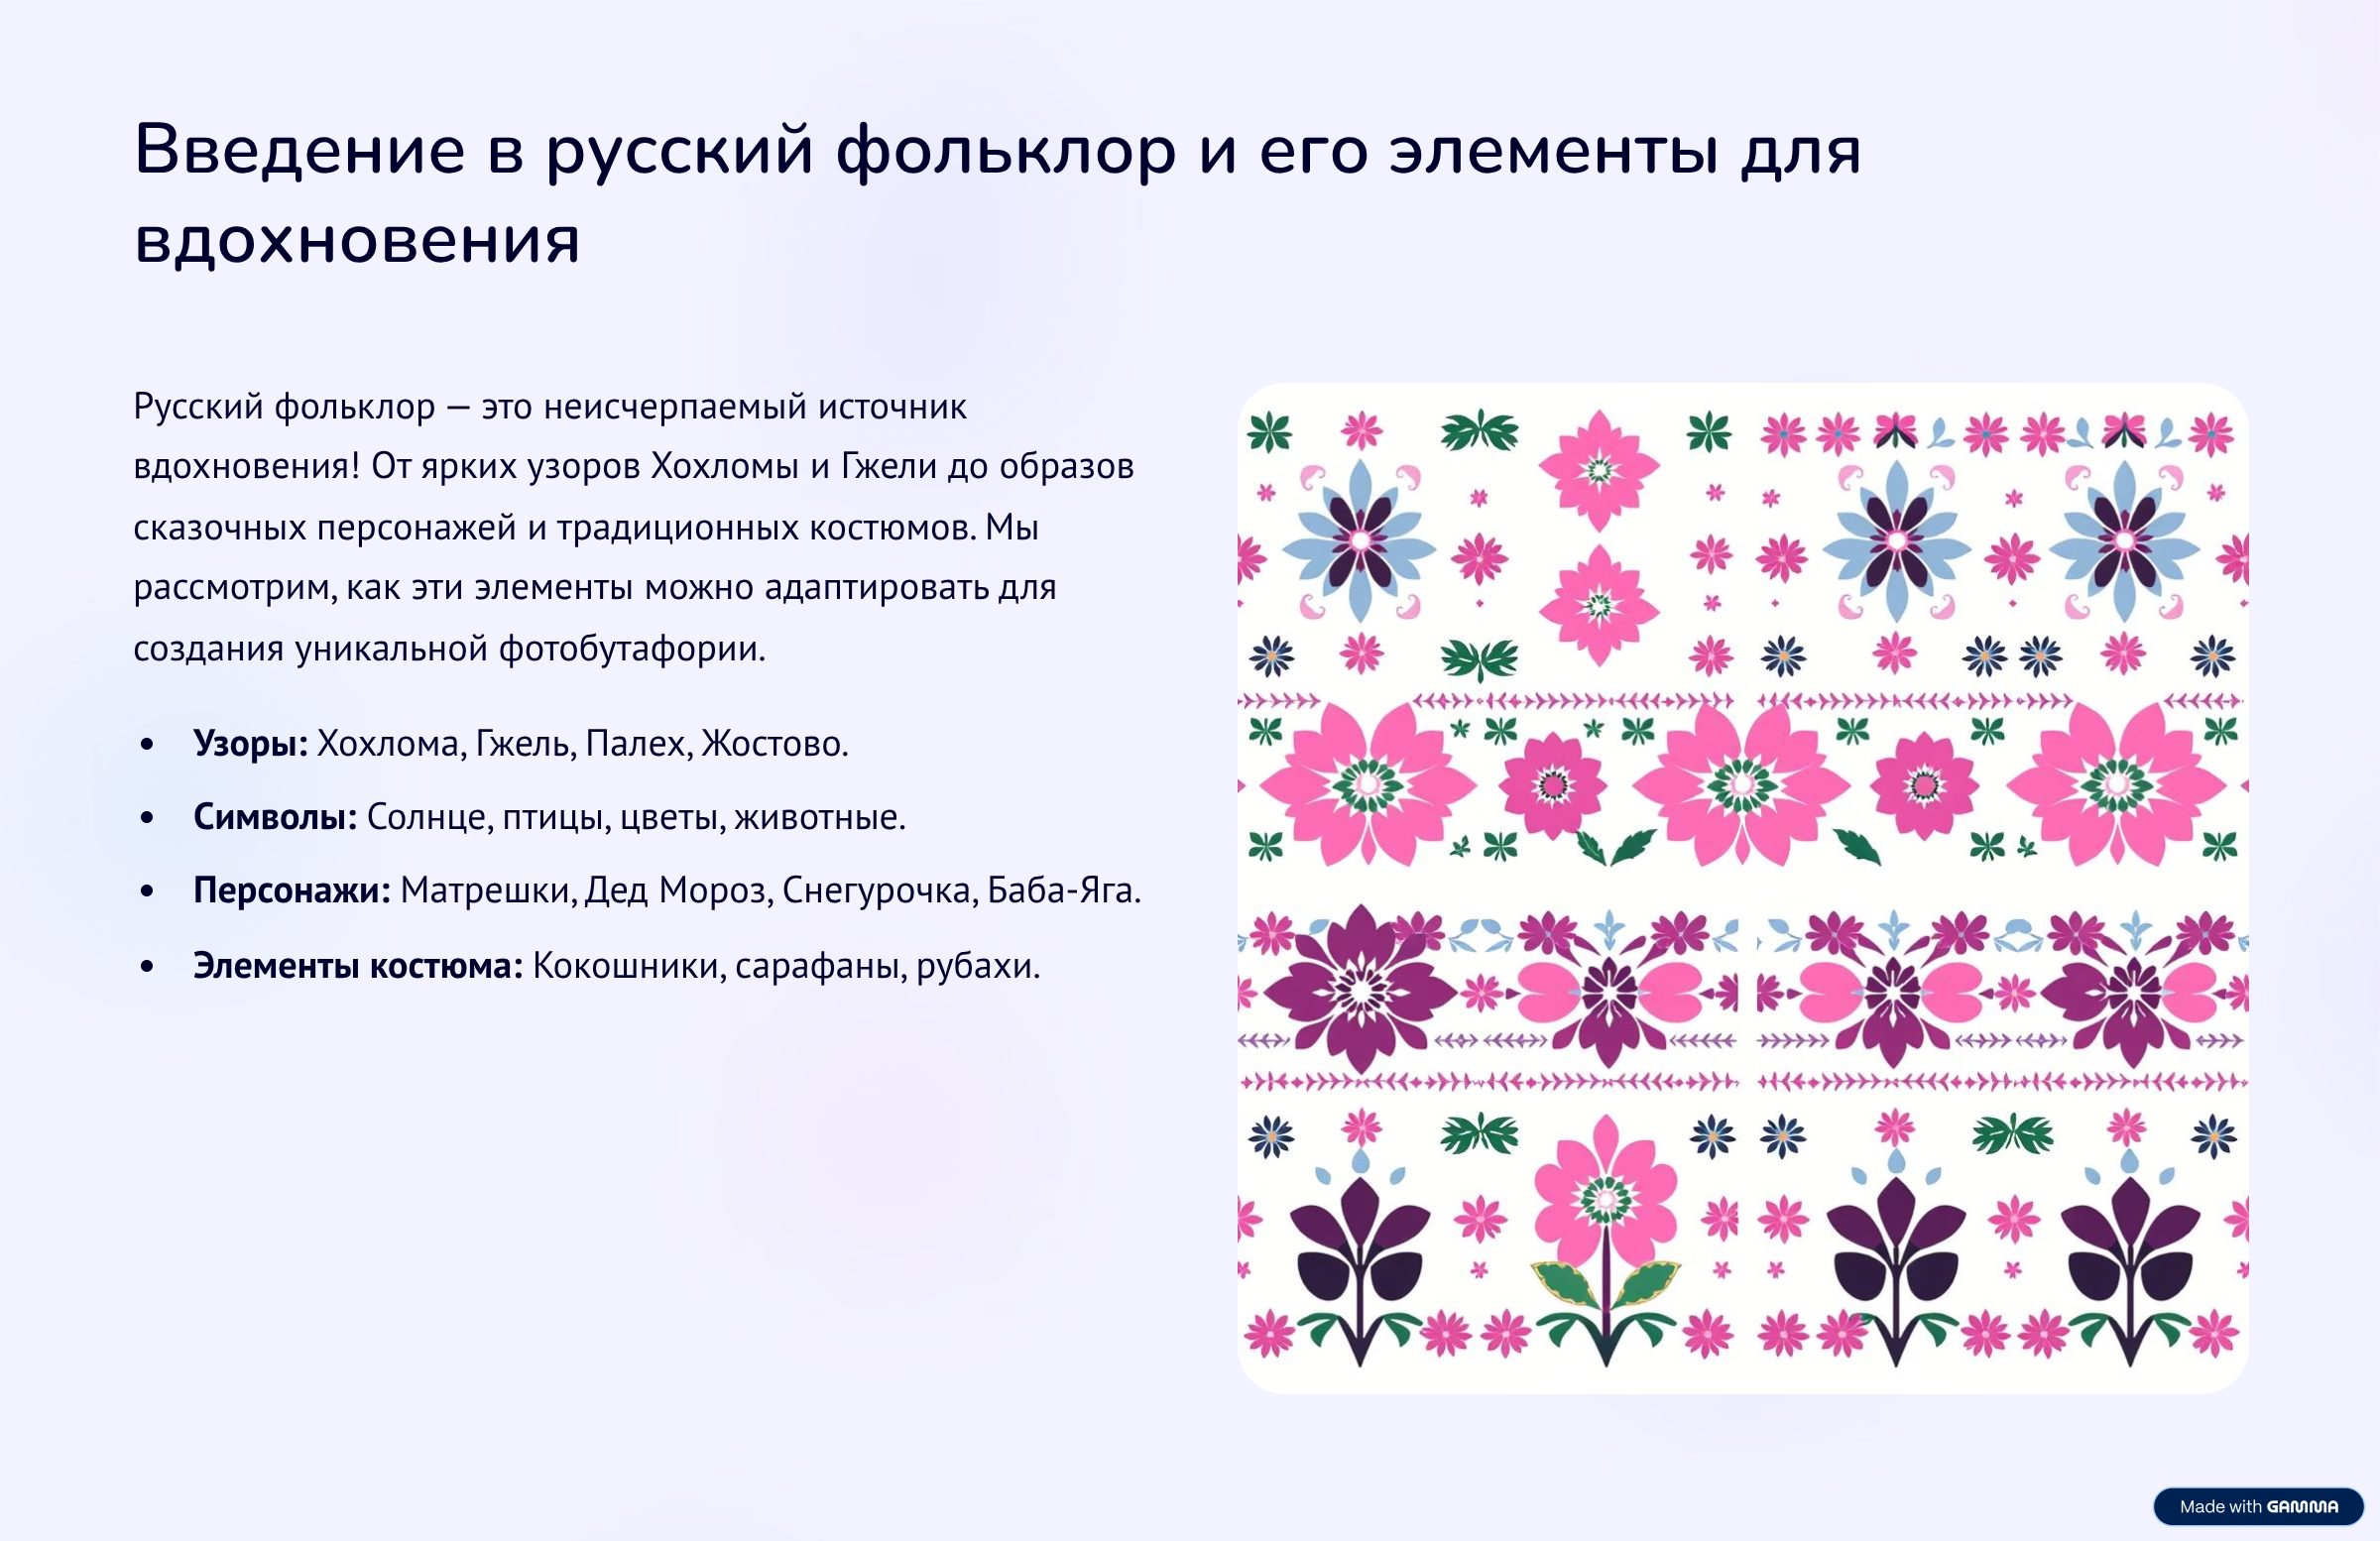 Введение в русский фольклор и его элементы для
вдохновения
Русский фольклор — это неисчерпаемый источник
вдохновения! От ярких узоров Хохломы и Гжели до образов
сказочных персонажей и традиционных костюмов. Мы
рассмотрим, как эти элементы можно адаптировать для
создания уникальной фотобутафории.
• Узоры: Хохлома, Гжель, Палех, Жостово.
• Символы: Солнце, птицы, цветы, животные.
• Персонажи: Матрешки, Дед Мороз, Снегурочка, Баба-Яга.
• Элементы костюма: Кокошники, сарафаны, рубахи.
Made with GAMMA